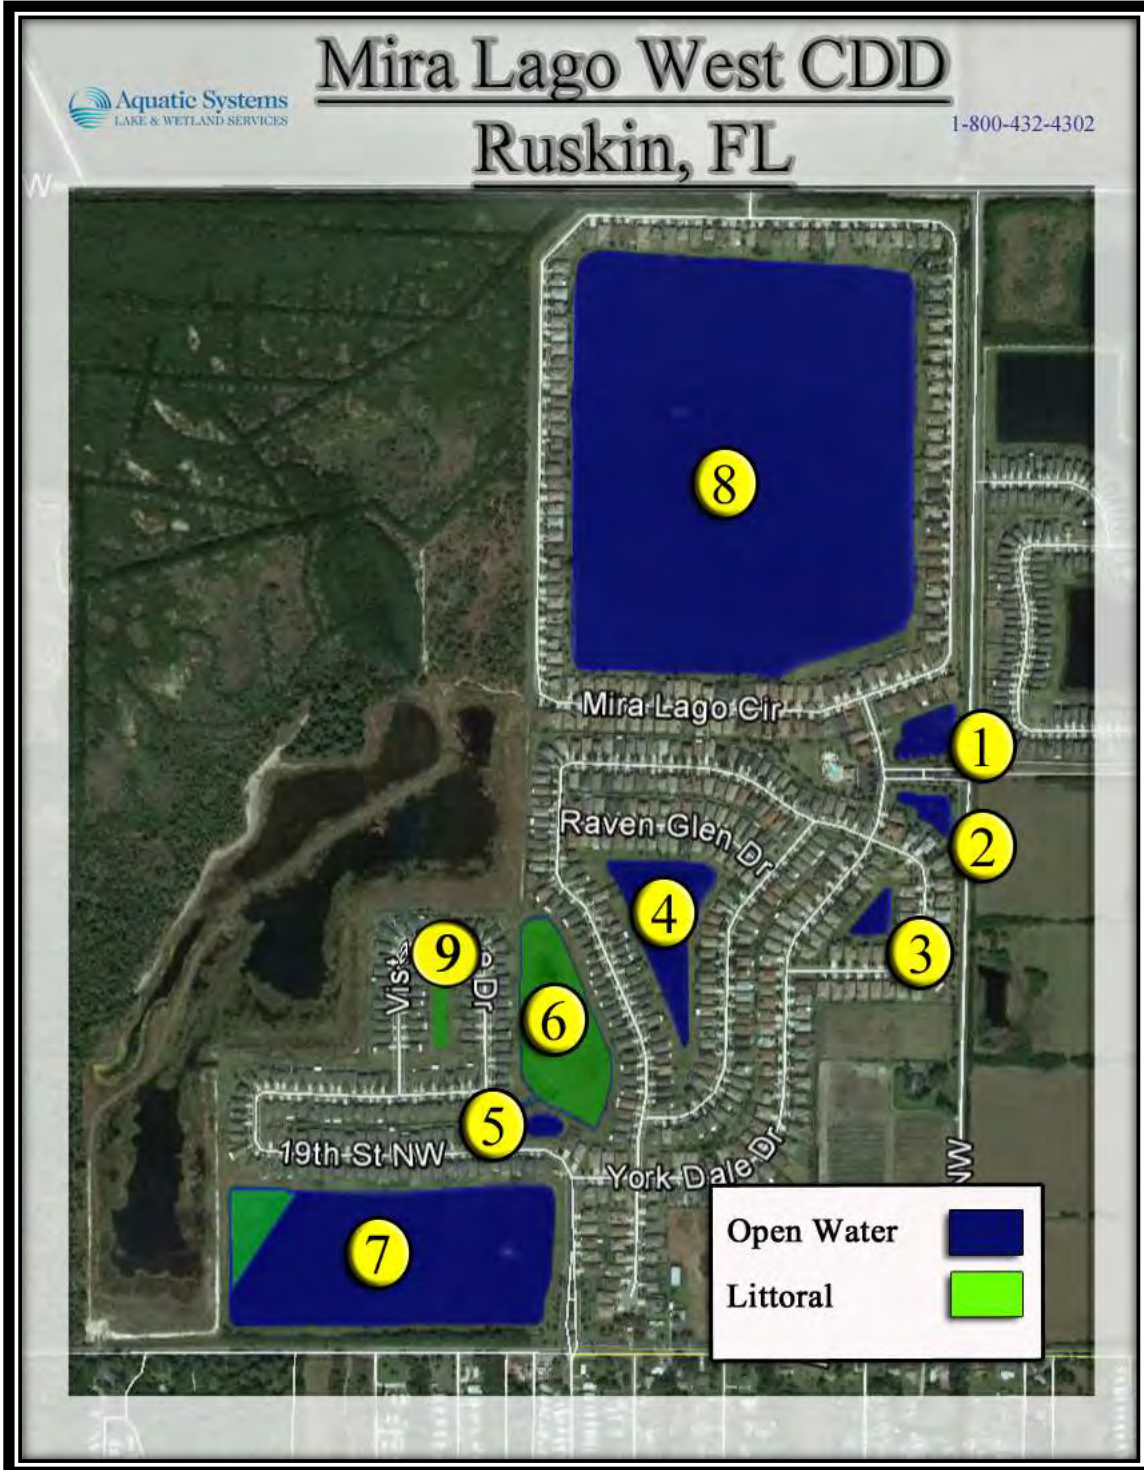 Mira Lago West CDD
Aquatic Systems
LAKE & WETLAND SERVICES
1-800-432-4302
Ruskin, FL
W
8
Mira Lago Cir
1
Raven Glen Dr
2
4
3
9
Dr
6
5
19th St NW
York Dale Dr
NW
7
Open Water
Littoral